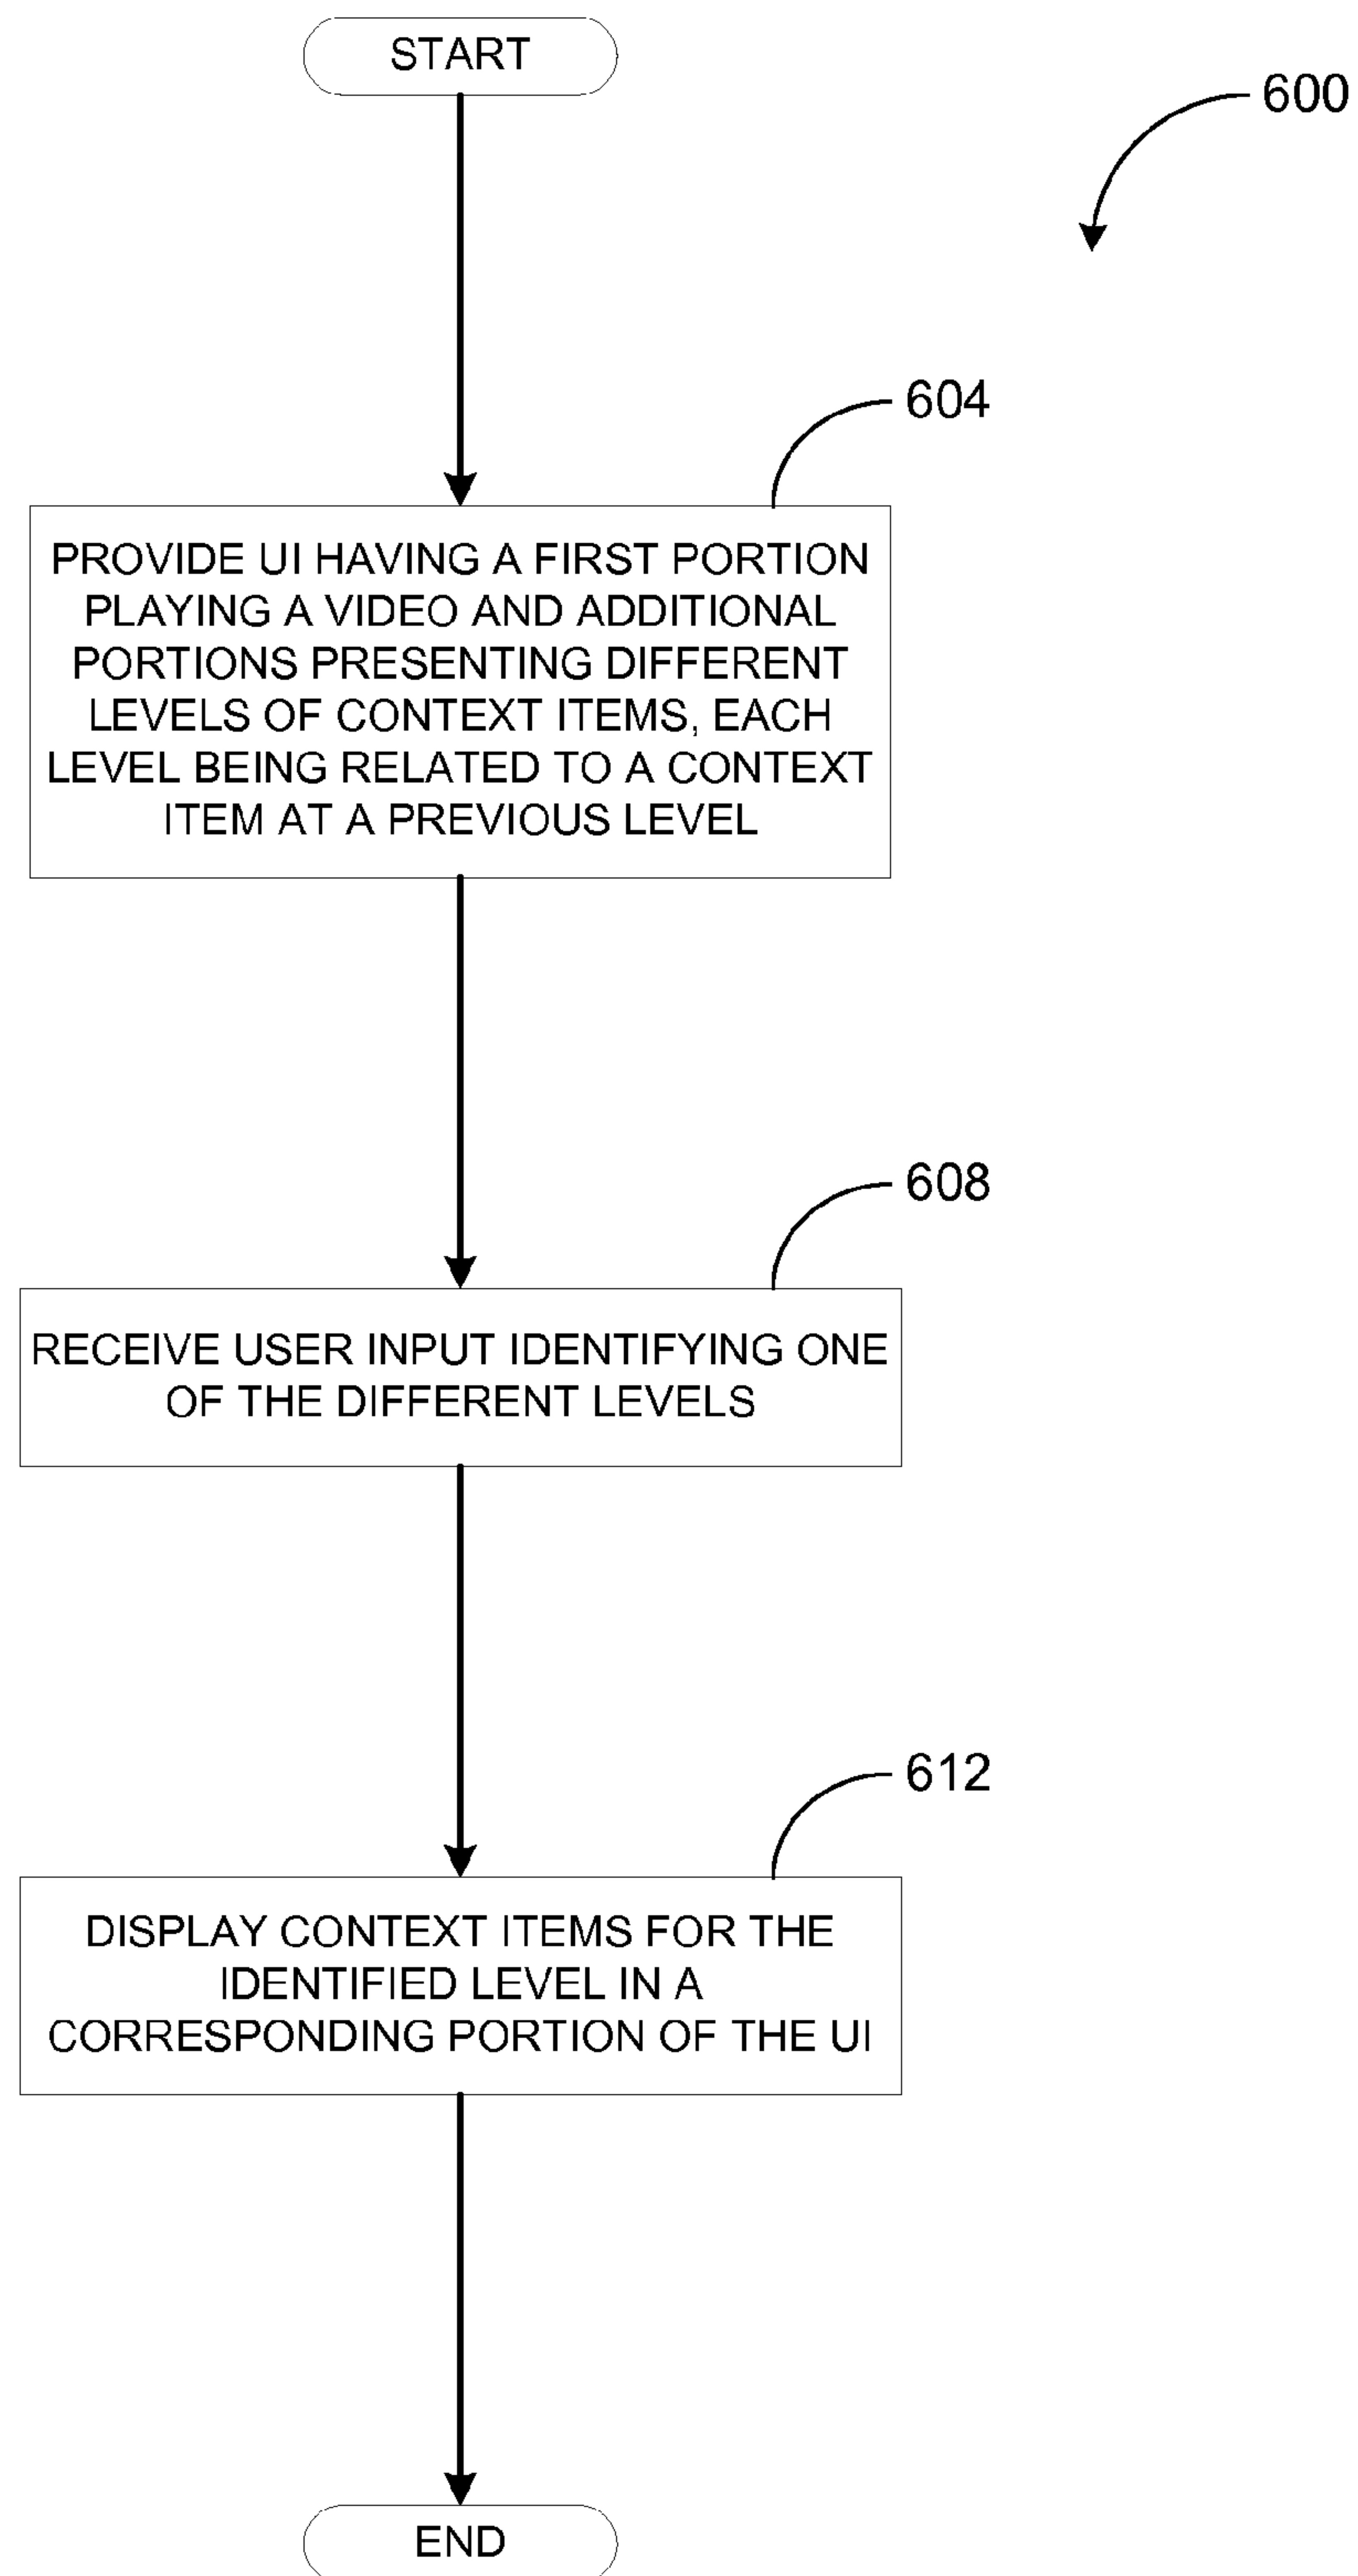 START
600
604
PROVIDE UI HAVING A FIRST PORTION
PLAYING A VIDEO AND ADDITIONAL
PORTIONS PRESENTING DIFFERENT
LEVELS OF CONTEXT ITEMS, EACH
LEVEL BEING RELATED TO A CONTEXT
ITEM AT A PREVIOUS LEVEL
608
RECEIVE USER INPUT IDENTIFYING ONE
OF THE DIFFERENT LEVELS
612
DISPLAY CONTEXT ITEMS FOR THE
IDENTIFIED LEVEL IN A
CORRESPONDING PORTION OF THE UI
END